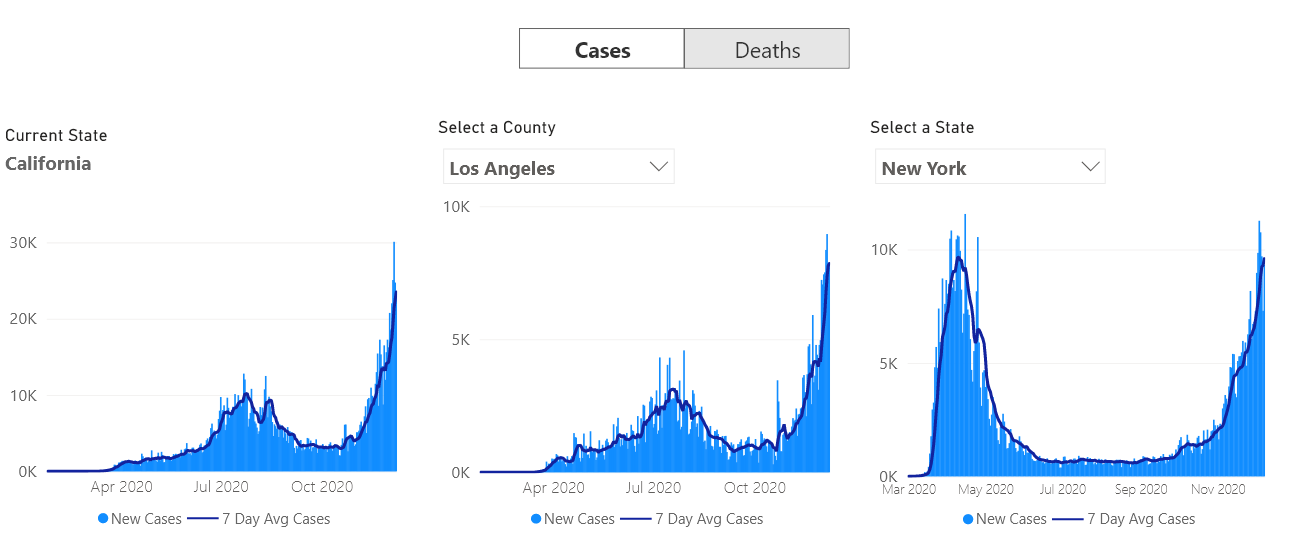 Cases Deaths
Current State
California
Select a County
Los Angeles
Select a State
New York
30K
20K
10K
0K
Apr 2020 Jul 2020 Oct 2020
New Cases 7 Day Avg Cases
10K
5K
0K
Apr 2020 Jul 2020 Oct 2020
New Cases 7 Day Avg Cases
10K
5K
0K
Mar 2020 May 2020 Jul 2020 Sep 2020 Nov 2020
New Cases 7 Day Avg Cases